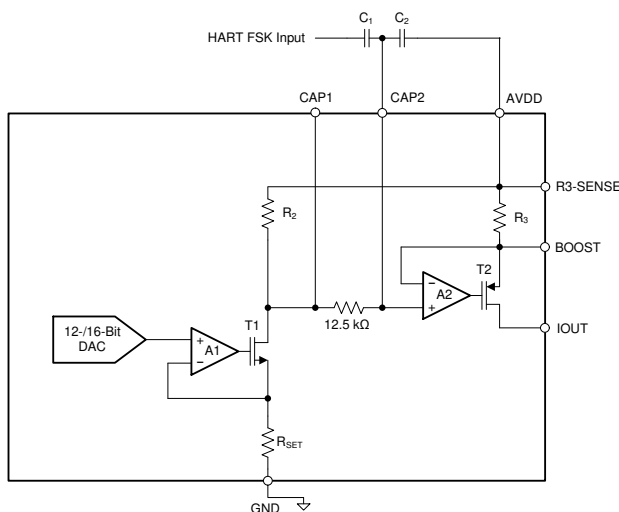 C1 C2
HART FSK Input
CAP1 CAP2 AVDD
R3-SENSE
R2
R3
BOOST
T2
−
A2
+
T1
12-/16-Bit
DAC
+
A1
−
12.5 kΩ
IOUT
RSET
GND